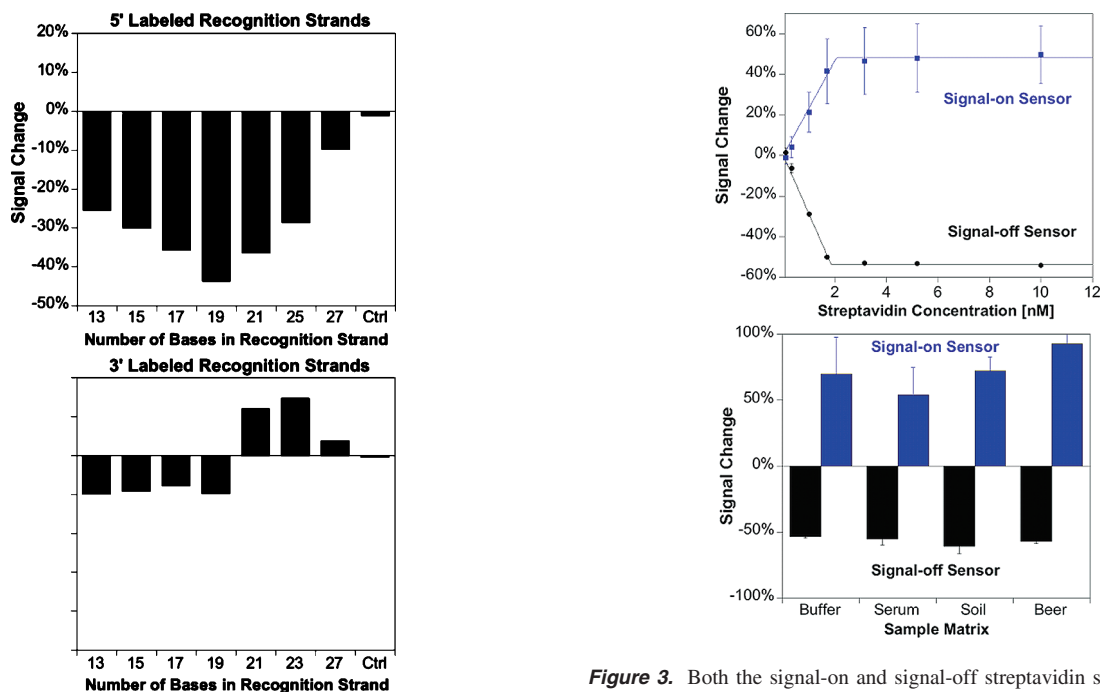 5' Labeled Recognition Strands
20%
10%
0%
-10%
-20%
-30%
-40%
-50%
Signal Change
13 15 17 19 21 25 27 Ctrl
Number of Bases in Recognition Strand
3' Labeled Recognition Strands
13 15 17 19 21 23 27 Ctrl
Number of Bases in Recognition Strand
60%
40%
20%
0%
-20%
-40%
-60%
Signal Change
Signal-on Sensor
Signal-off Sensor
2 4 6 8 10 12
Streptavidin Concentration [nM]
100%
50%
0%
-50%
-100%
Signal Change
Signal-on Sensor
Signal-off Sensor
Buffer Serum Soil Beer
Sample Matrix
Figure 3. Both the signal-on and signal-off streptavidin s